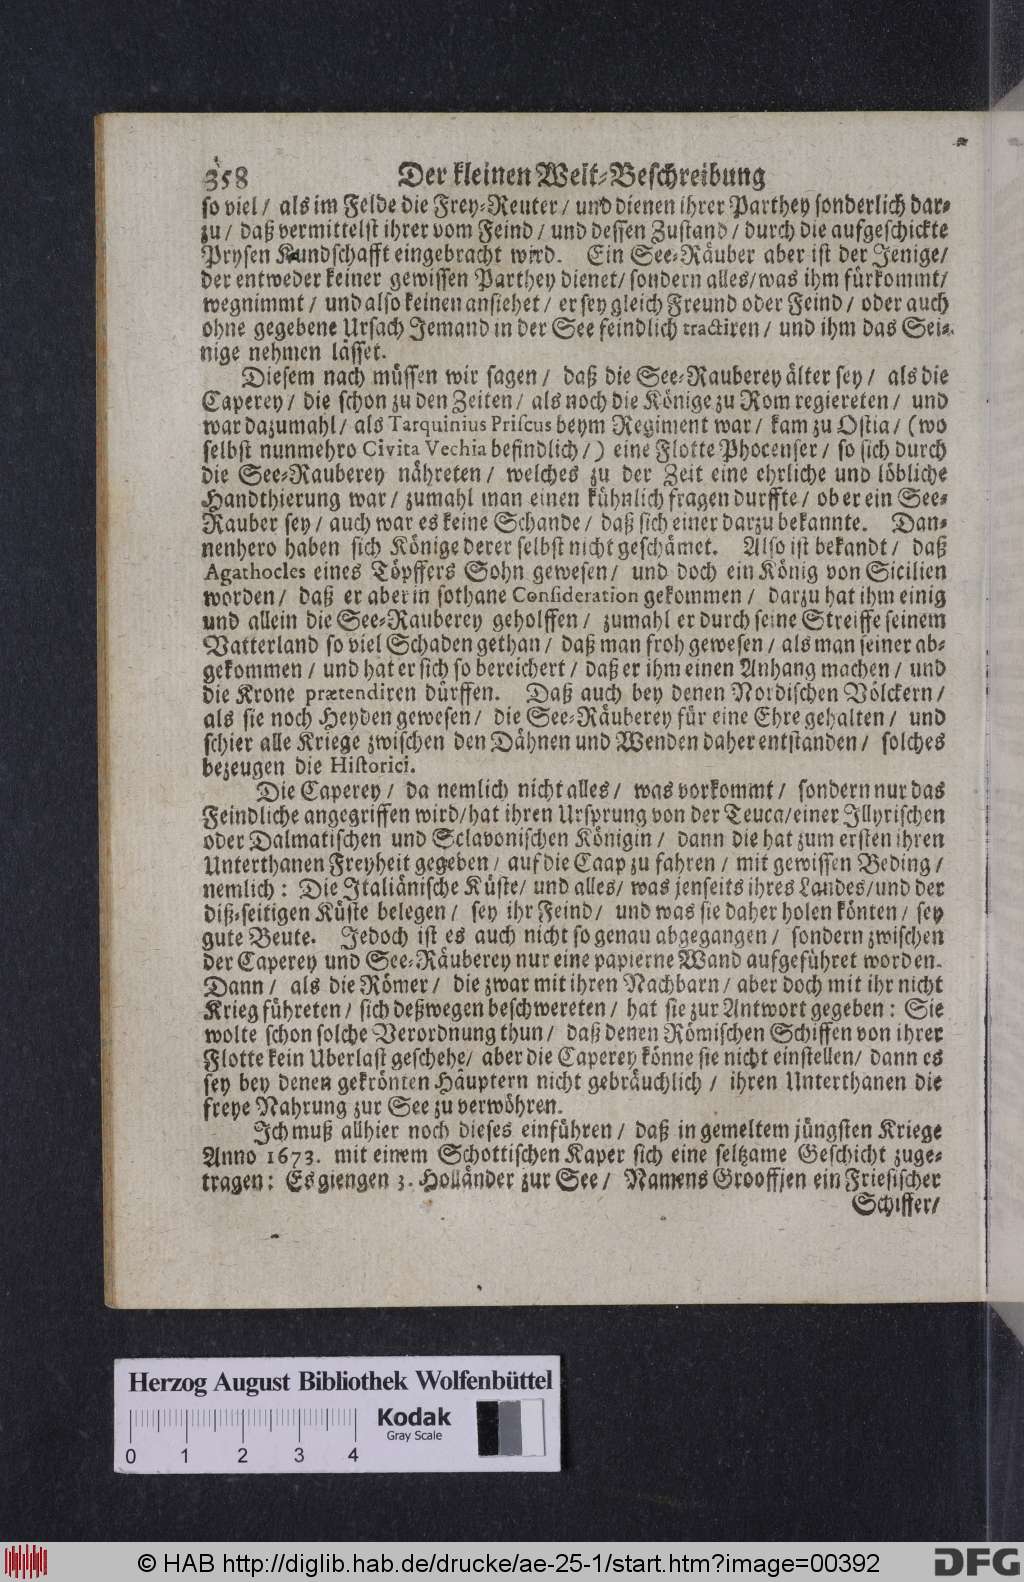 358 Der kleinen Welt-Beschreibung
so viel / als im Felde die Frey-Reuter / und dienen ihrer Parthey sonderlich dar-
zu / daß vermittelst ihrer vom Feind / und dessen Zustand / durch die aufgeschickte
Prysen Kundschafft eingebracht wird. Ein See-Räuber aber ist der Jenige /
der entweder keiner gewissen Parthey dienet / sondern alles / was ihm fürkommt /
wegnimmt / und also keinen ansiehet / er sey gleich Freund oder Feind / oder auch
ohne gegebene Ursach Jemand in der See feindlich tractiren / und ihm das Sei-
nige nehmen lässet.
Diesem nach müssen wir sagen / daß die See-Rauberey älter sey / als die
Caperey / die schon zu den Zeiten / als noch die Könige zu Rom regiereten / und
war dazumahl / als Tarquinius Priscus beym Regiment war / kam zu Ostia / (wo
selbst nunmehro Civita Vechia befindlich /) eine Flotte Phocenser / so sich durch
die See-Rauberey nähreten / welches zu der Zeit eine ehrliche und löbliche
Handthierung war / zumahl man einen kühnlich fragen durffte / ob er ein See-
Rauber sey / auch war es keine Schande / daß sich einer darzu bekannte. Dan-
nenhero haben sich Könige derer selbst nicht geschämet. Also ist bekandt / daß
Agathocles eines Töpffers Sohn gewesen / und doch ein König von Sicilien
worden / daß er aber in sothane Consideration gekommen / darzu hat ihm einig
und allein die See-Rauberey geholffen / zumahl er durch seine Streiffe seinem
Vatterland so viel Schaden gethan / daß man froh gewesen / als man seiner ab-
gekommen / und hat er sich so bereichert / daß er ihm einen Anhang machen / und
die Krone prætendiren dürffen. Daß auch bey denen Nordischen Völckern /
als sie noch Heyden gewesen / die See-Räuberey für eine Ehre gehalten / und
schier alle Kriege zwischen den Dähnen und Wenden daher entstanden / solches
bezeugen die Historici.
Die Caperey / da nemlich nicht alles / was vorkommt / sondern nur das
Feindliche angegriffen wird / hat ihren Ursprung von der Teuca / einer Jllyrischen
oder Dalmatischen und Sclavonischen Königin / dann die hat zum ersten ihren
Unterthanen Freyheit gegeben / auf die Caap zu fahren / mit gewissen Beding /
nemlich : Die Jtaliänische Küste / und alles / was jenseits ihres Landes / und der
diß-seitigen Küste belegen / sey ihr Feind / und was sie daher holen könten / sey
gute Beute. Jedoch ist es auch nicht so genau abgegangen / sondern zwischen
der Caperey und See-Räuberey nur eine papierne Wand aufgeführet worden.
Dann / als die Römer / die zwar mit ihren Nachbarn / aber doch mit ihr nicht
Krieg führeten / sich deßwegen beschwereten / hat sie zur Antwort gegeben : Sie
wolte schon solche Verordnung thun / daß denen Römischen Schiffen von ihrer
Flotte kein Uberlast geschehe / aber die Caperey könne sie nicht einstellen / dann es
sey bey denen gekrönten Häuptern nicht gebräuchlich / ihren Unterthanen die
freye Nahrung zur See zu verwöhren.
Jch muß allhier noch dieses einführen / daß in gemeltem jüngsten Kriege
Anno 1673. mit einem Schottischen Kaper sich eine seltzame Geschicht zuge-
tragen : Es giengen 3. Holländer zur See / Namens Grooffjen ein Friesischer
Schiffer /
Herzog August Bibliothek Wolfenbüttel
Kodak
Gray Scale
0 1 2 3 4
© HAB http://diglib.hab.de/drucke/ae-25-1/start.htm?image=00392
DFG